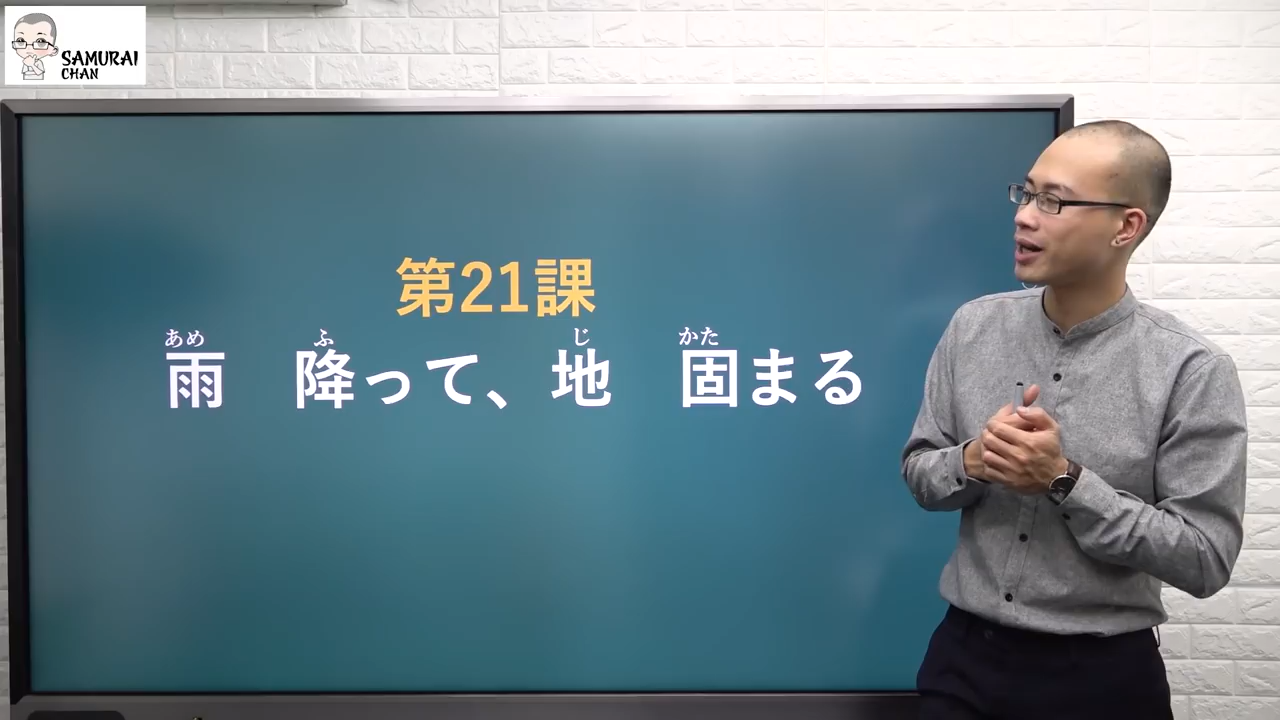 SAMURAI
CHAN
第21課
あめ ふ じ かた
雨 降って、地 固まる